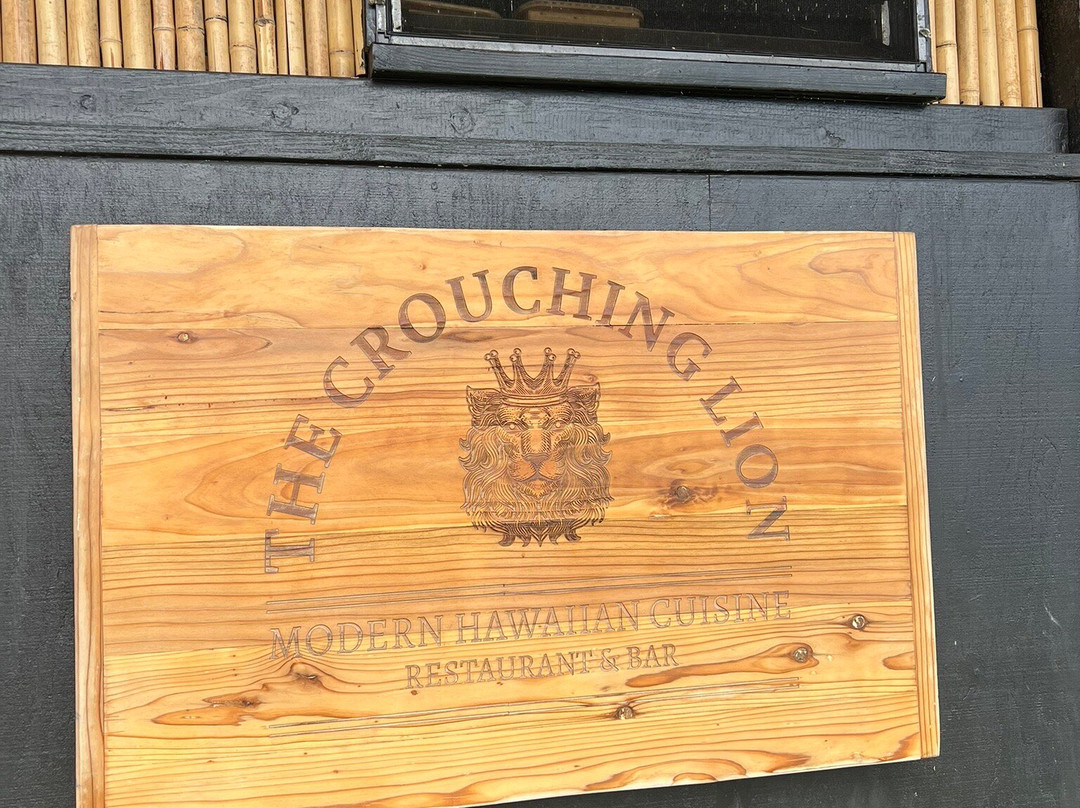 THE CROUCHING LION
MODERN HAWAIIAN CUISINE
RESTAURANT & BAR